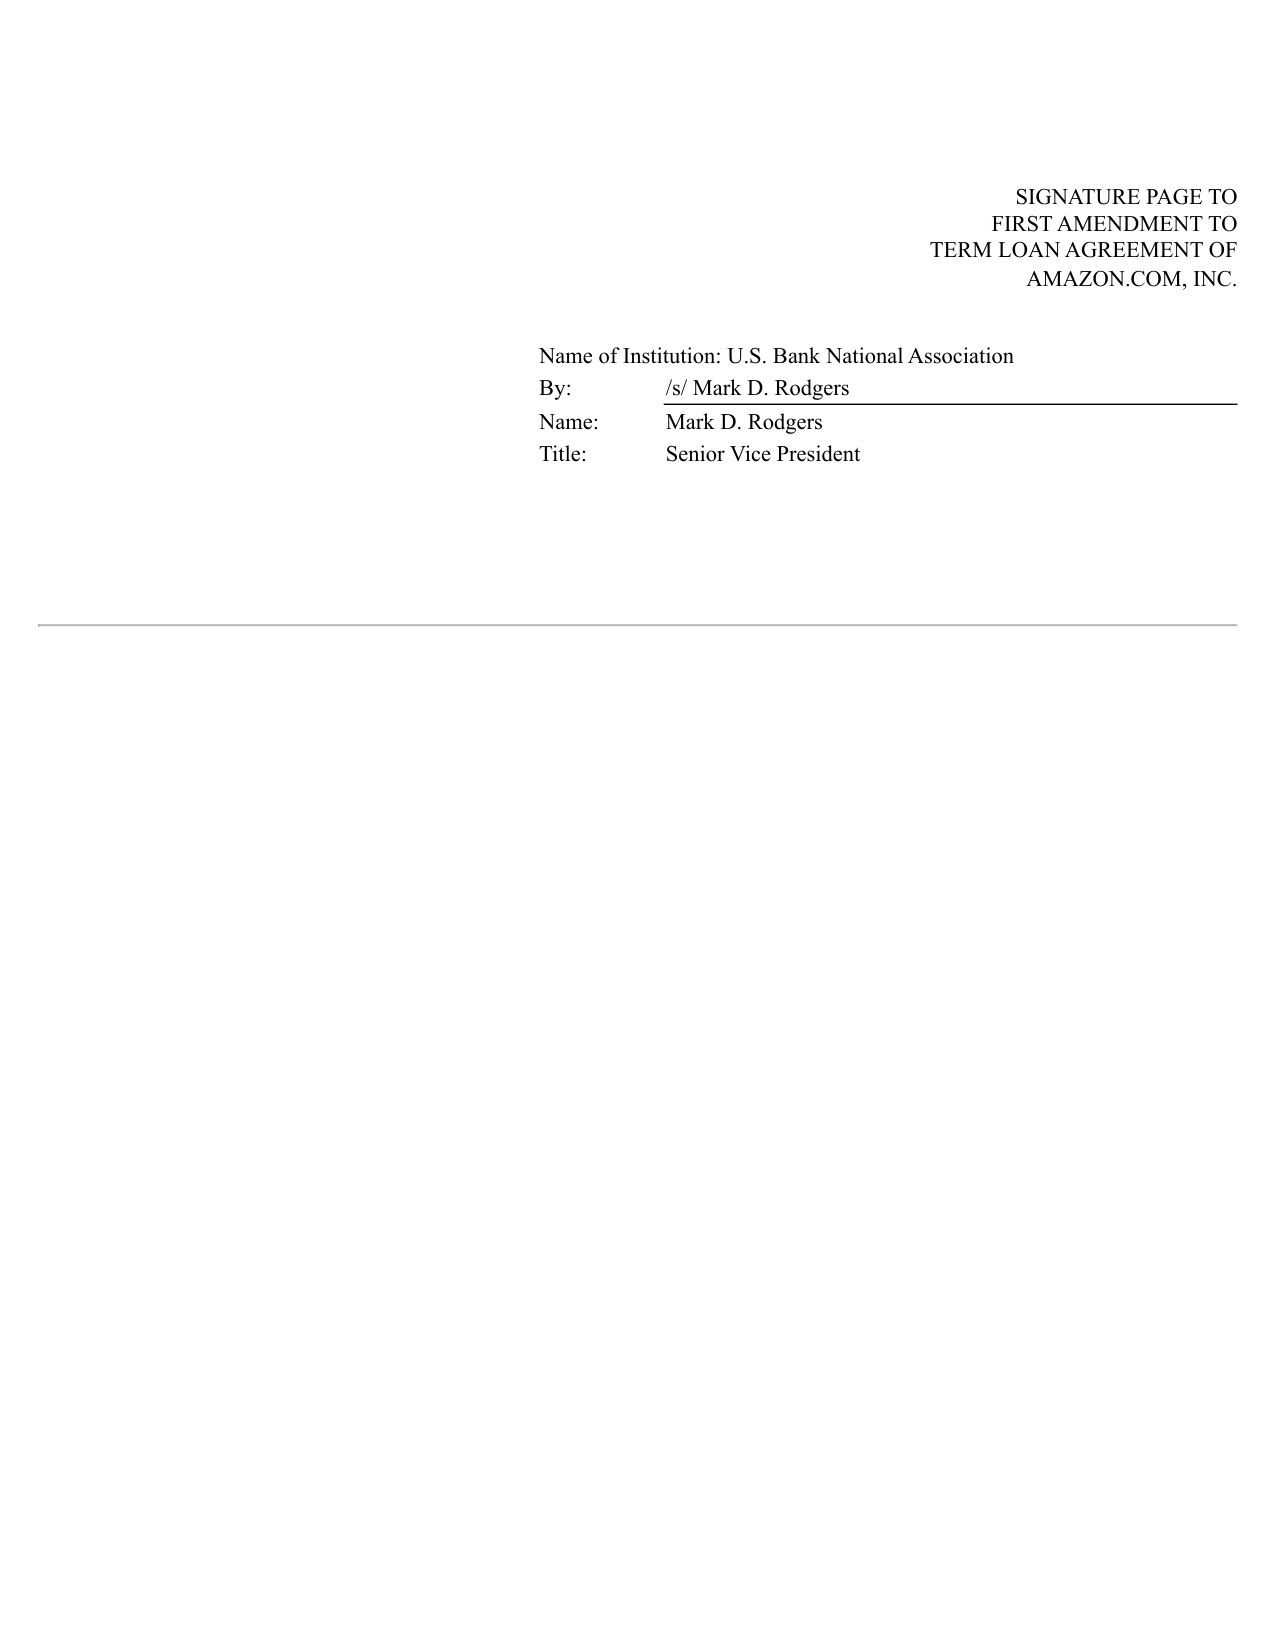 SIGNATURE PAGE TO
FIRST AMENDMENT TO
TERM LOAN AGREEMENT OF
AMAZON.COM, INC.
Name of Institution: U.S. Bank National Association
By: /s/ Mark D. Rodgers
Name: Mark D. Rodgers
Title: Senior Vice President